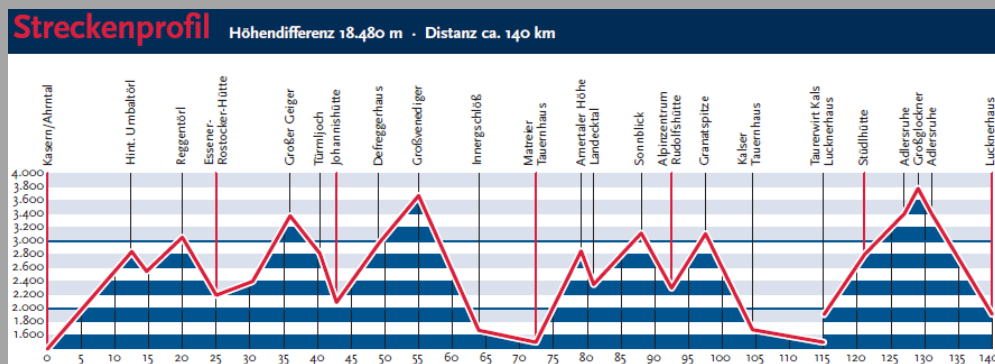 Streckenprofil Höhendifferenz 18.480 m · Distanz ca. 140 km
Kasern/Ahrntal
Hint. Umbaltörl
Reggentörl
Essener-
Rostocker-Hütte
Großer Geiger
Türmljoch
Johannishütte
Defreggerhaus
Großvenediger
Innergschlöß
Matreier
Tauernhaus
Amertaler Höhe
Landecktal
Sonnblick
Alpinzentrum
Rudolfshütte
Granatspitze
Kalser
Tauernhaus
Taurerwirt Kals
Lucknerhaus
Stüdlhütte
Adlersruhe
Großglockner
Adlersruhe
Lucknerhaus
4.000
3.800
3.600
3.400
3.200
3.000
2.800
2.600
2.400
2.200
2.000
1.800
1.600
0 5 10 15 20 25 30 35 40 45 50 55 60 65 70 75 80 85 90 95 100 105 110 115 120 125 130 135 140